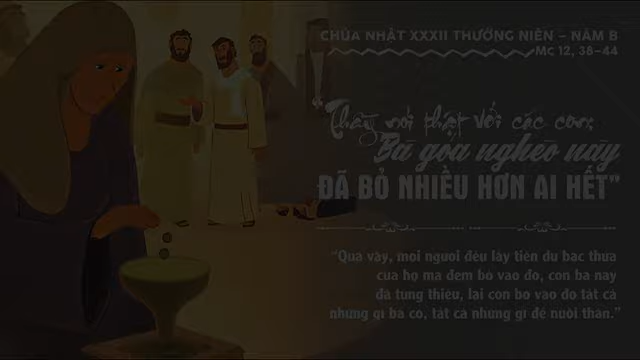 CHÚA NHẬT XXXII THƯỜNG NIÊN – NĂM B
Mc 12, 38-44
“Thầy nói thật với các con:
Bà góa nghèo này
ĐÃ BỎ NHIỀU HƠN AI HẾT”
“Quả vậy, mọi người đều lấy tiền dư bạc thừa
của họ mà đem bỏ vào đó, còn bà này
đã túng thiếu, lại còn bỏ vào đó tất cả
những gì bà có, tất cả những gì để nuôi thân.”